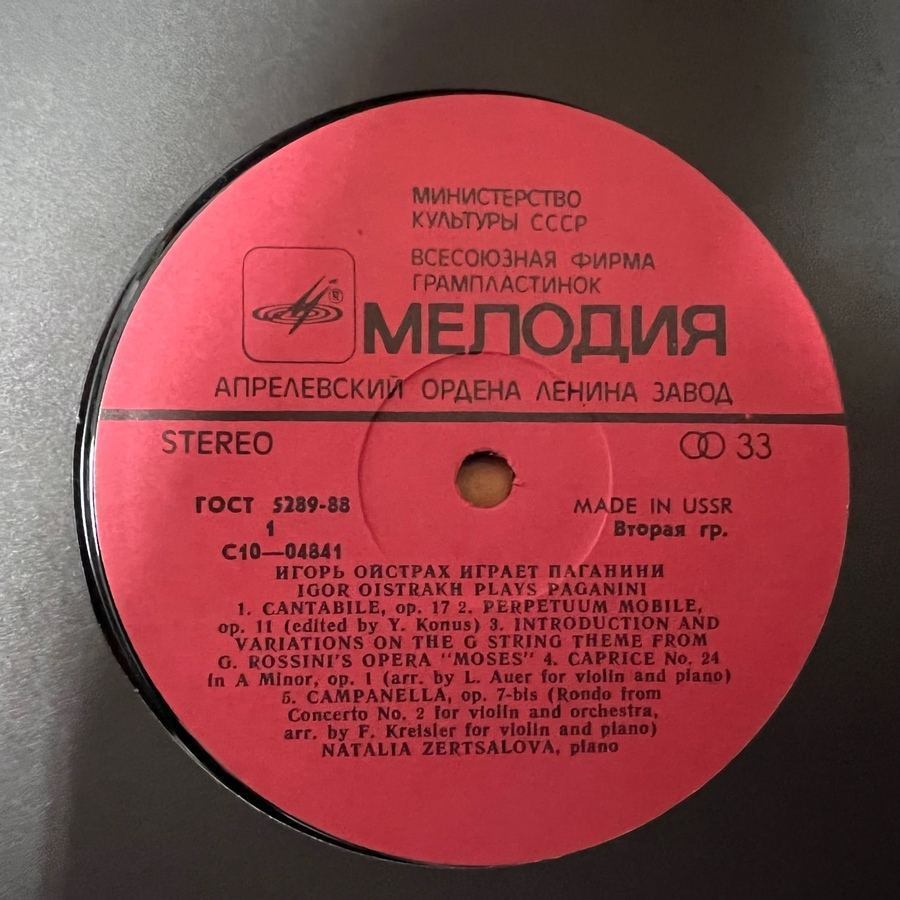 МИНИСТЕРСТВО
КУЛЬТУРЫ СССР
ВСЕСОЮЗНАЯ ФИРМА
ГРАМПЛАСТИНОК
МЕЛОДИЯ
АПРЕЛЕВСКИЙ ОРДЕНА ЛЕНИНА ЗАВОД
STEREO
33
ГОСТ 5289-88
1
С10—04841
MADE IN USSR
Вторая гр.
ИГОРЬ ОЙСТРАХ ИГРАЕТ ПАГАНИНИ
IGOR OISTRAKH PLAYS PAGANINI
1. CANTABILE, op. 17 2. PERPETUUM MOBILE,
op. 11 (edited by Y. Konus) 3. INTRODUCTION AND
VARIATIONS ON THE G STRING THEME FROM
G. ROSSINI'S OPERA "MOSES" 4. CAPRICE No. 24
in A Minor, op. 1 (arr. by L. Auer for violin and piano)
5. CAMPANELLA, op. 7-bis (Rondo from
Concerto No. 2 for violin and orchestra,
arr. by F. Kreisler for violin and piano)
NATALIA ZERTSALOVA, piano